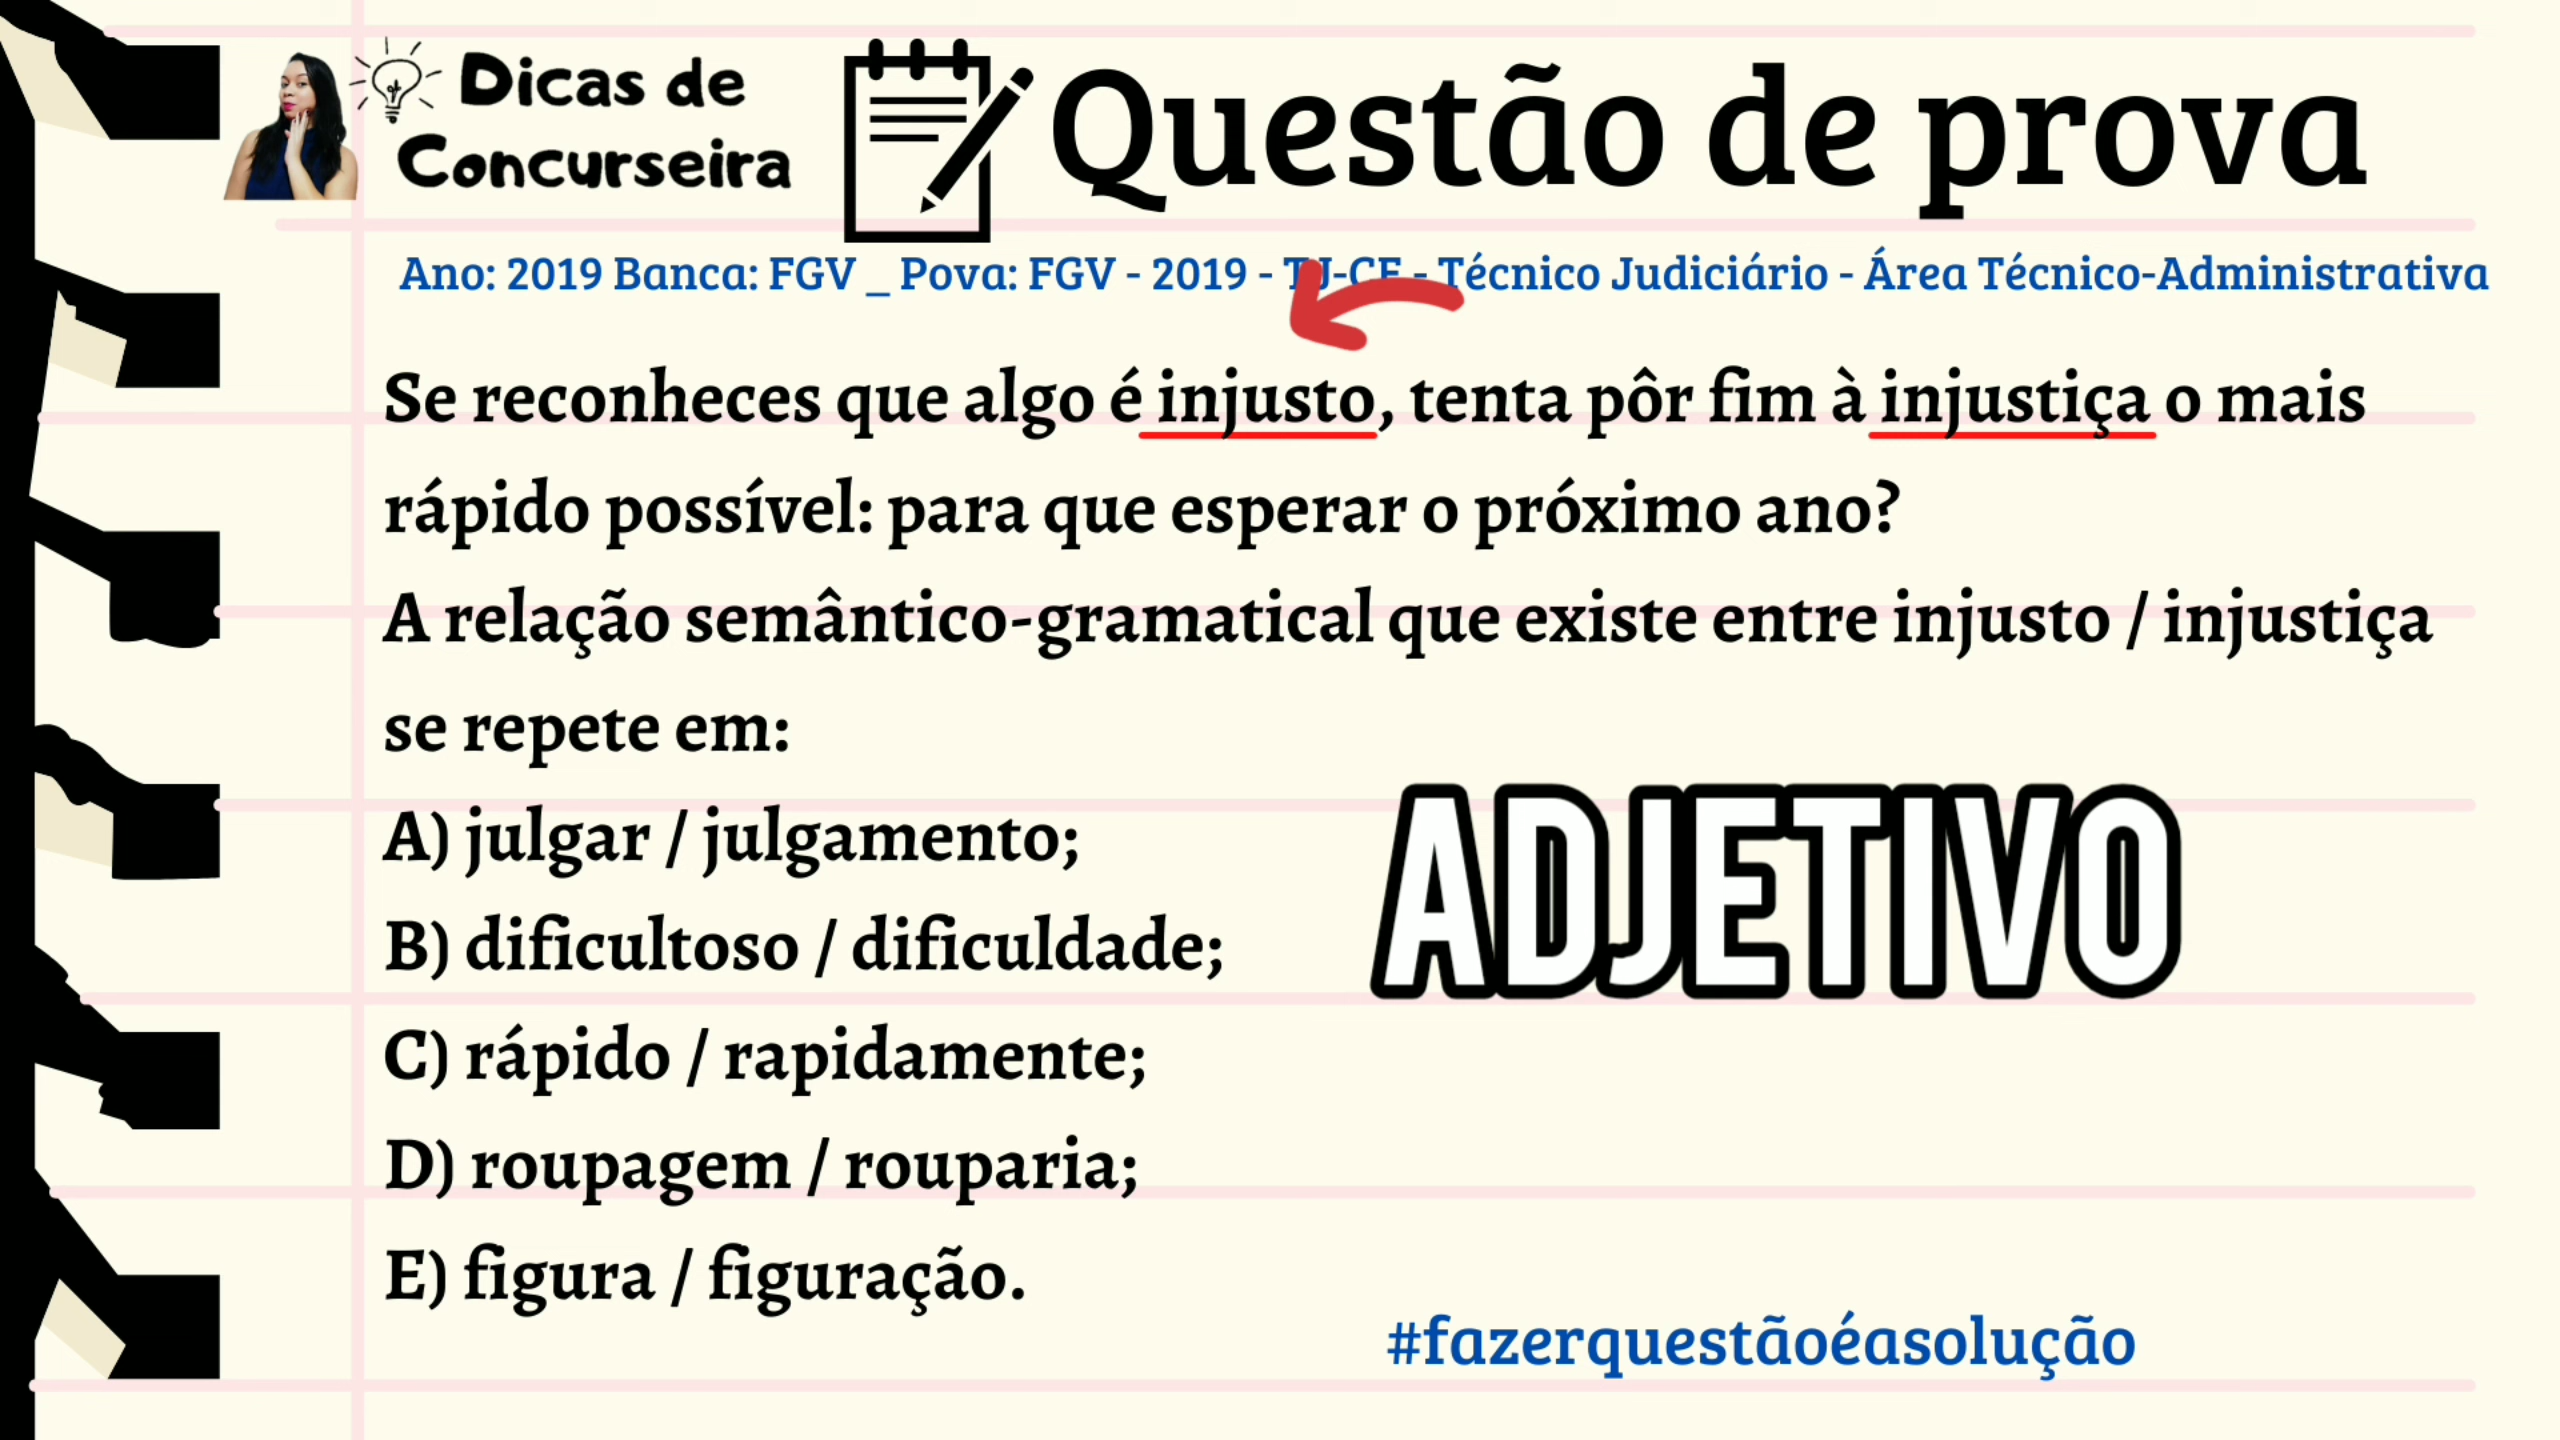 Dicas de
Concurseira
Questão de prova
Ano: 2019 Banca: FGV _ Pova: FGV - 2019 - TJ-CE - Técnico Judiciário - Área Técnico-Administrativa
Se reconheces que algo é injusto, tenta pôr fim à injustiça o mais
rápido possível: para que esperar o próximo ano?
A relação semântico-gramatical que existe entre injusto / injustiça
se repete em:
A) julgar / julgamento;
B) dificultoso / dificuldade;
C) rápido / rapidamente;
D) roupagem / rouparia;
E) figura / figuração.
ADJETIVO
#fazerquestãoéasolução